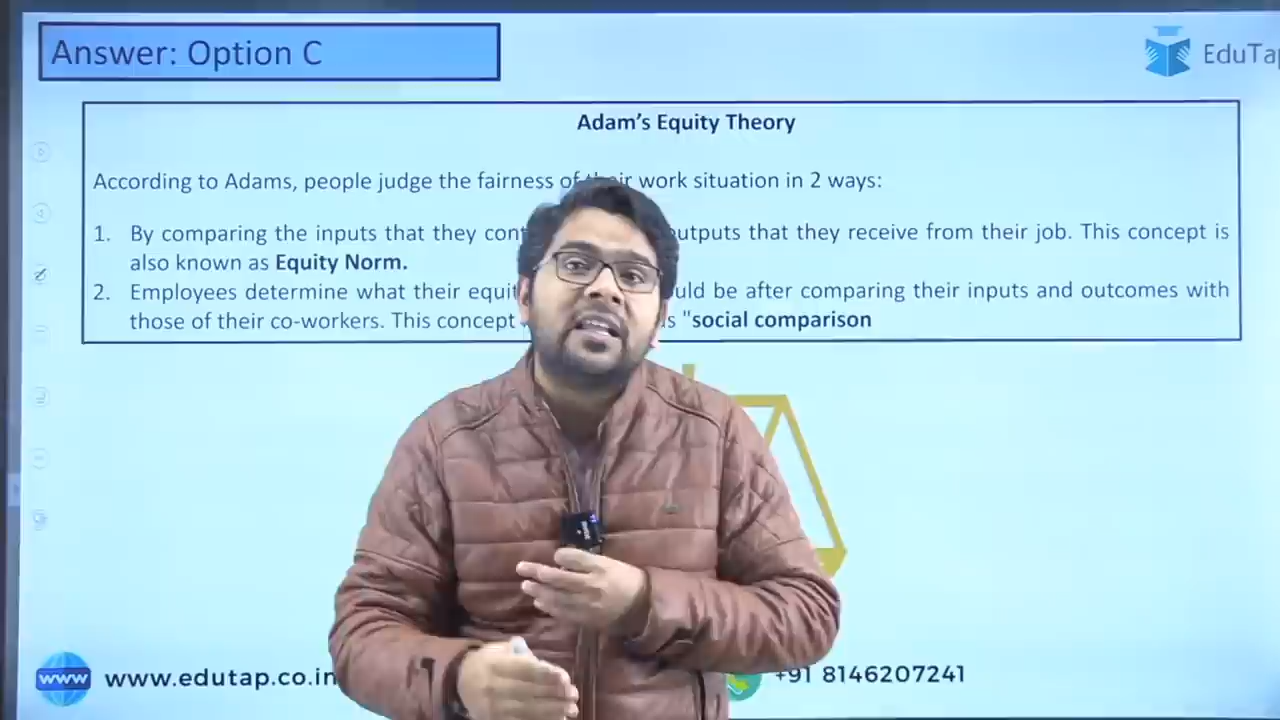 Answer: Option C
EduTap
Adam's Equity Theory
According to Adams, people judge the fairness of their work situation in 2 ways:
1. By comparing the inputs that they outputs that they receive from their job. This concept is
also known as Equity Norm.
2. Employees determine what their be after comparing their inputs and outcomes with
those of their co-workers. This concept "social comparison
www www.edutap.co.in
+91 8146207241